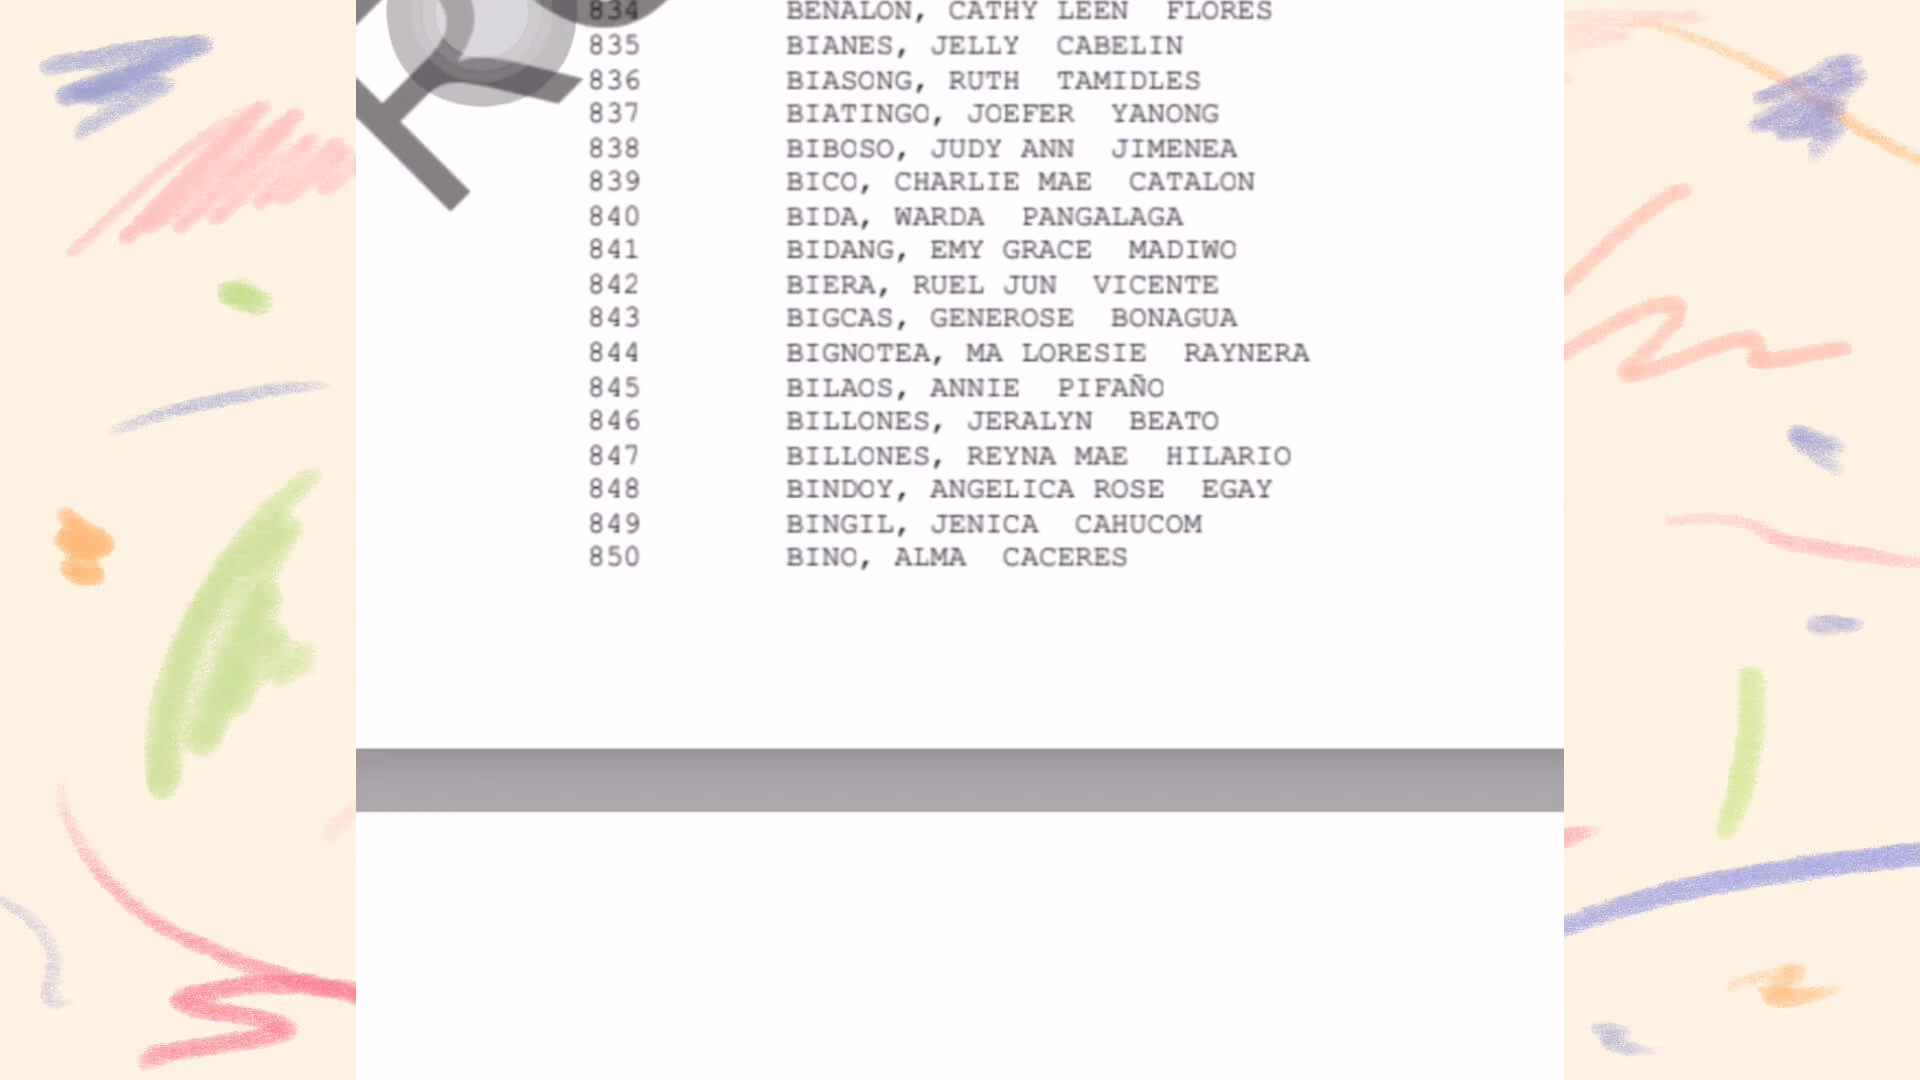 834 BENALON, CATHY LEEN FLORES
835 BIANES, JELLY CABELIN
836 BIASONG, RUTH TAMIDLES
837 BIATINGO, JOEFER YANONG
838 BIBOSO, JUDY ANN JIMENEA
839 BICO, CHARLIE MAE CATALON
840 BIDA, WARDA PANGALAGA
841 BIDANG, EMY GRACE MADIWO
842 BIERA, RUEL JUN VICENTE
843 BIGCAS, GENEROSE BONAGUA
844 BIGNOTEA, MA LORESIE RAYNERA
845 BILAOS, ANNIE PIFAÑO
846 BILLONES, JERALYN BEATO
847 BILLONES, REYNA MAE HILARIO
848 BINDOY, ANGELICA ROSE EGAY
849 BINGIL, JENICA CAHUCOM
850 BINO, ALMA CACERES